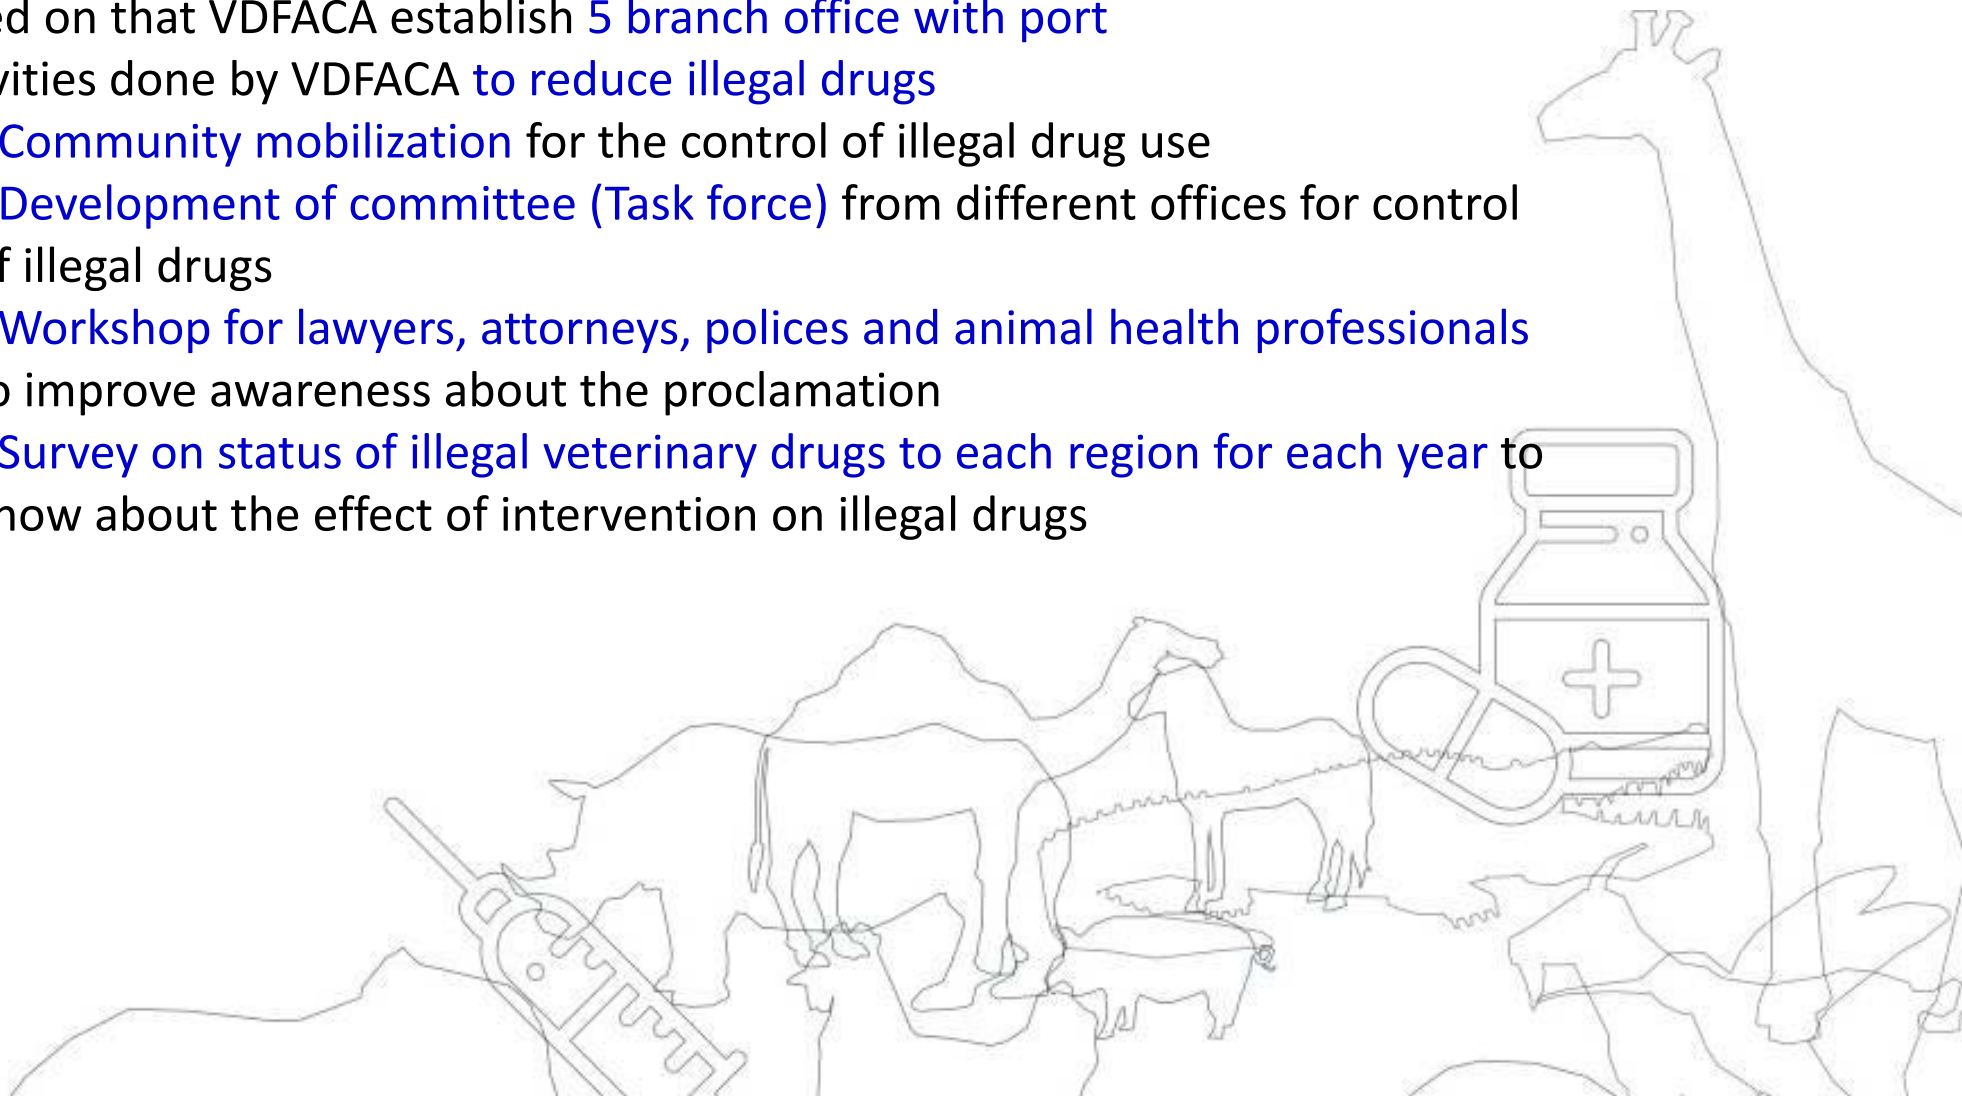 ed on that VDFACA establish 5 branch office with port
vities done by VDFACA to reduce illegal drugs
Community mobilization for the control of illegal drug use
Development of committee (Task force) from different offices for control
f illegal drugs
Workshop for lawyers, attorneys, polices and animal health professionals
o improve awareness about the proclamation
Survey on status of illegal veterinary drugs to each region for each year to
now about the effect of intervention on illegal drugs